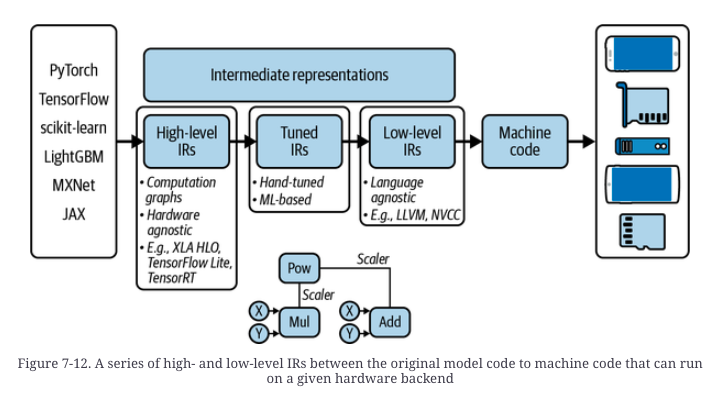 PyTorch
TensorFlow
scikit-learn
LightGBM
MXNet
JAX
Intermediate representations
High-level
IRs
• Computation
graphs
• Hardware
agnostic
• E.g., XLA HLO,
TensorFlow Lite,
TensorRT
Tuned
IRs
• Hand-tuned
• ML-based
Low-level
IRs
• Language
agnostic
• E.g., LLVM, NVCC
Machine
code
Pow
Scaler
Scaler
X
Y
Mul
X
Y
Add
Figure 7-12. A series of high- and low-level IRs between the original model code to machine code that can run
on a given hardware backend